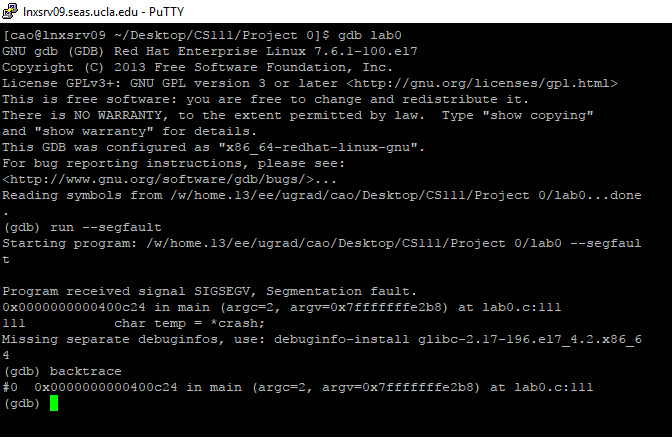 lnxsrv09.seas.ucla.edu - PuTTY
[cao@lnxsrv09 ~/Desktop/CS111/Project 0]$ gdb lab0
GNU gdb (GDB) Red Hat Enterprise Linux 7.6.1-100.el7
Copyright (C) 2013 Free Software Foundation, Inc.
License GPLv3+: GNU GPL version 3 or later <http://gnu.org/licenses/gpl.html>
This is free software: you are free to change and redistribute it.
There is NO WARRANTY, to the extent permitted by law.  Type "show copying"
and "show warranty" for details.
This GDB was configured as "x86_64-redhat-linux-gnu".
For bug reporting instructions, please see:
<http://www.gnu.org/software/gdb/bugs/>...
Reading symbols from /w/home.13/ee/ugrad/cao/Desktop/CS111/Project 0/lab0...done
.
(gdb) run --segfault
Starting program: /w/home.13/ee/ugrad/cao/Desktop/CS111/Project 0/lab0 --segfaul
t
Program received signal SIGSEGV, Segmentation fault.
0x0000000000400c24 in main (argc=2, argv=0x7fffffffe2b8) at lab0.c:111
111           char temp = *crash;
Missing separate debuginfos, use: debuginfo-install glibc-2.17-196.el7_4.2.x86_6
4
(gdb) backtrace
#0  0x0000000000400c24 in main (argc=2, argv=0x7fffffffe2b8) at lab0.c:111
(gdb)